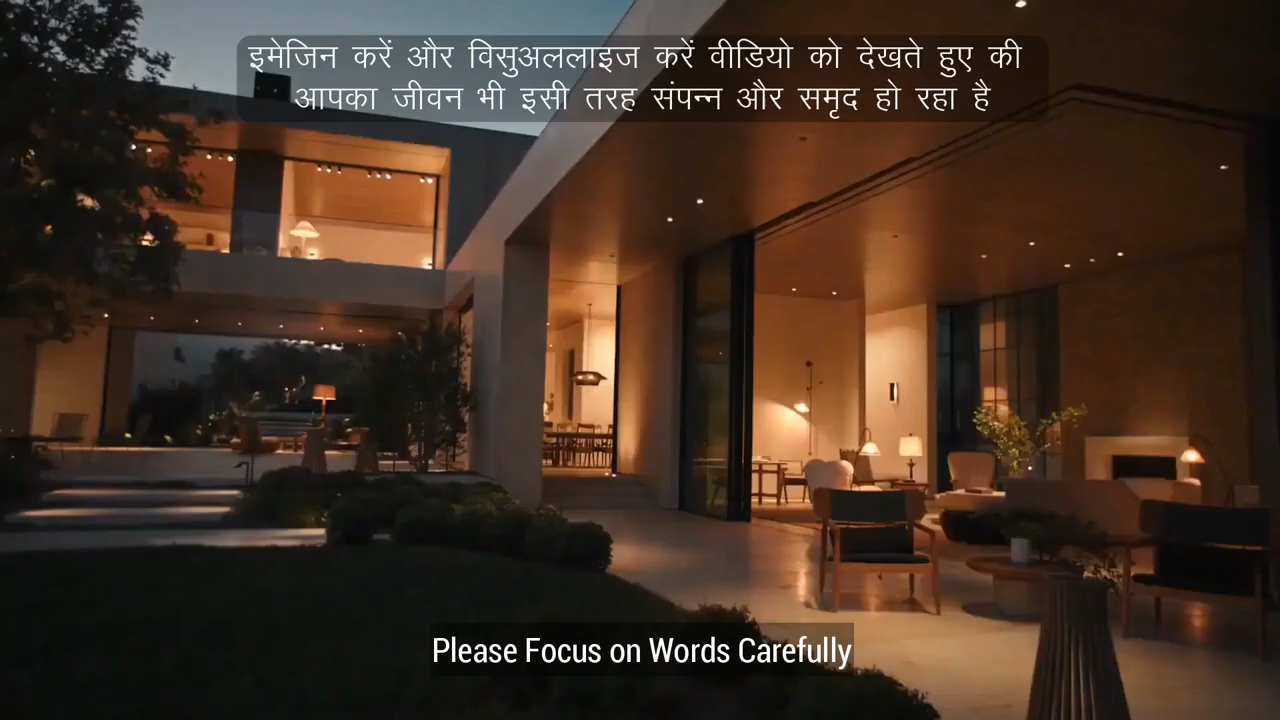 इमेजिन करें और विसुअललाइज करें वीडियो को देखते हुए की
आपका जीवन भी इसी तरह संपन्न और समृद हो रहा है
Please Focus on Words Carefully